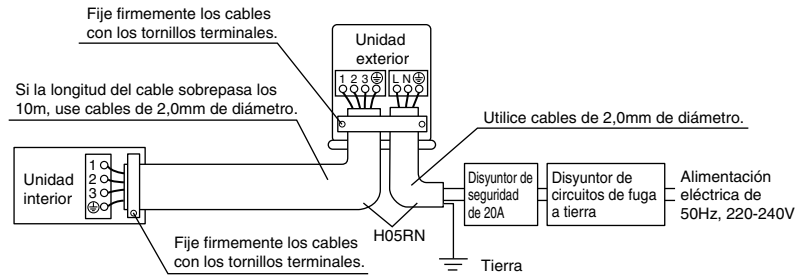 Fije firmemente los cables
con los tornillos terminales.
Unidad
exterior
1 2 3
L N
Si la longitud del cable sobrepasa los
10m, use cables de 2,0mm de diámetro.
Utilice cables de 2,0mm de diámetro.
Unidad
interior
1
2
3
Disyuntor de
seguridad
de 20A
Disyuntor de
circuitos de fuga
a tierra
Alimentación
eléctrica de
50Hz, 220-240V
H05RN
Fije firmemente los cables
con los tornillos terminales.
Tierra